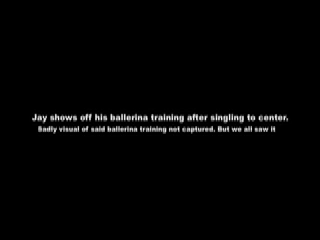 Jay shows off his ballerina training after singling to center.
Sadly visual of said ballerina training not captured. But we all saw it